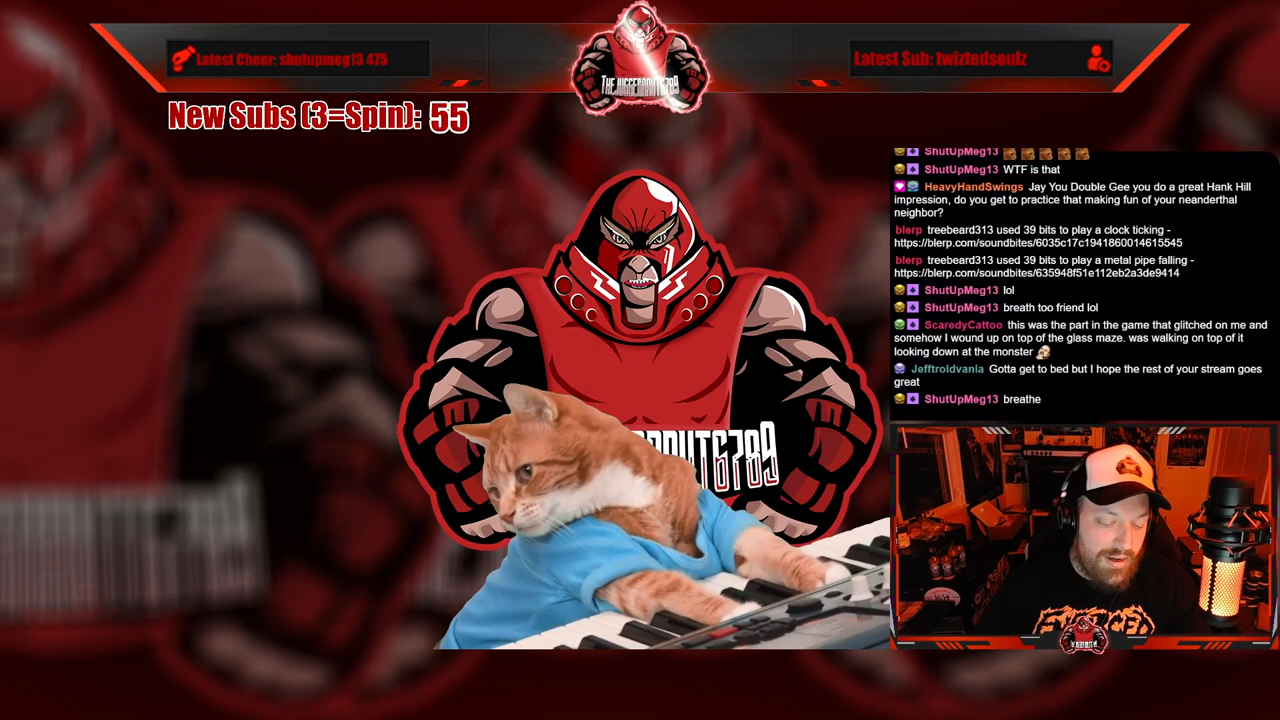 Latest Cheer: shutupmeg13 475
THEJUGGERNAUT6789
Latest Sub: twiztedsoulz
New Subs (3=Spin): 55
ShutUpMeg13
ShutUpMeg13 WTF is that
HeavyHandSwings Jay You Double Gee you do a great Hank Hill
impression, do you get to practice that making fun of your neanderthal
neighbor?
blerp treebeard313 used 39 bits to play a clock ticking -
https://blerp.com/soundbites/6035c17c1941860014615545
blerp treebeard313 used 39 bits to play a metal pipe falling -
https://blerp.com/soundbites/635948f51e112eb2a3de9414
ShutUpMeg13 lol
ShutUpMeg13 breath too friend lol
ScaredyCattoo this was the part in the game that glitched on me and
somehow I wound up on top of the glass maze. was walking on top of it
looking down at the monster
Jefftroidvania Gotta get to bed but I hope the rest of your stream goes
great
ShutUpMeg13 breathe